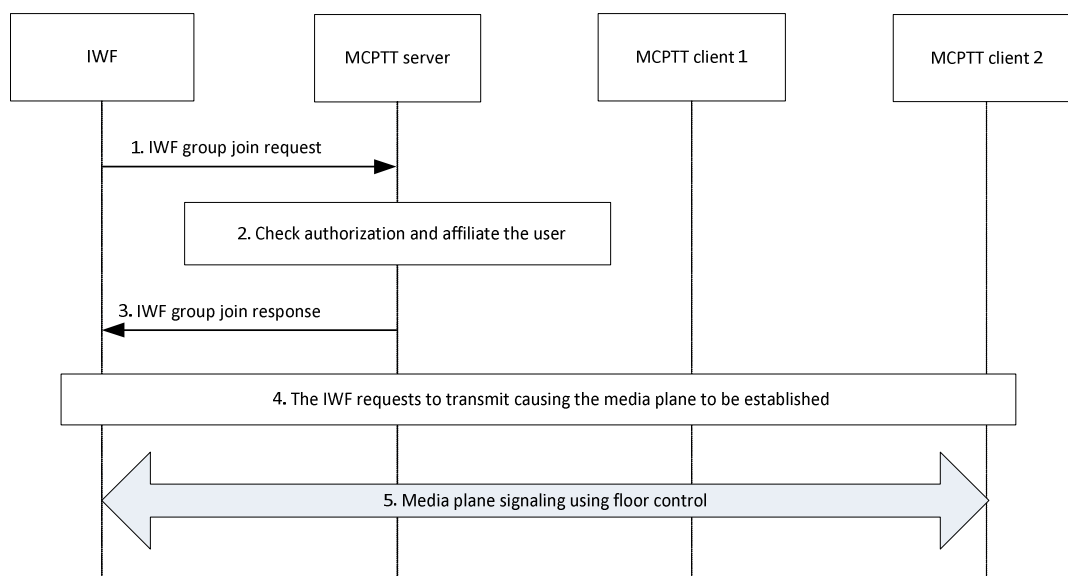 IWF
MCPTT server
MCPTT client 1
MCPTT client 2
1. IWF group join request
2. Check authorization and affiliate the user
3. IWF group join response
4. The IWF requests to transmit causing the media plane to be established
5. Media plane signaling using floor control